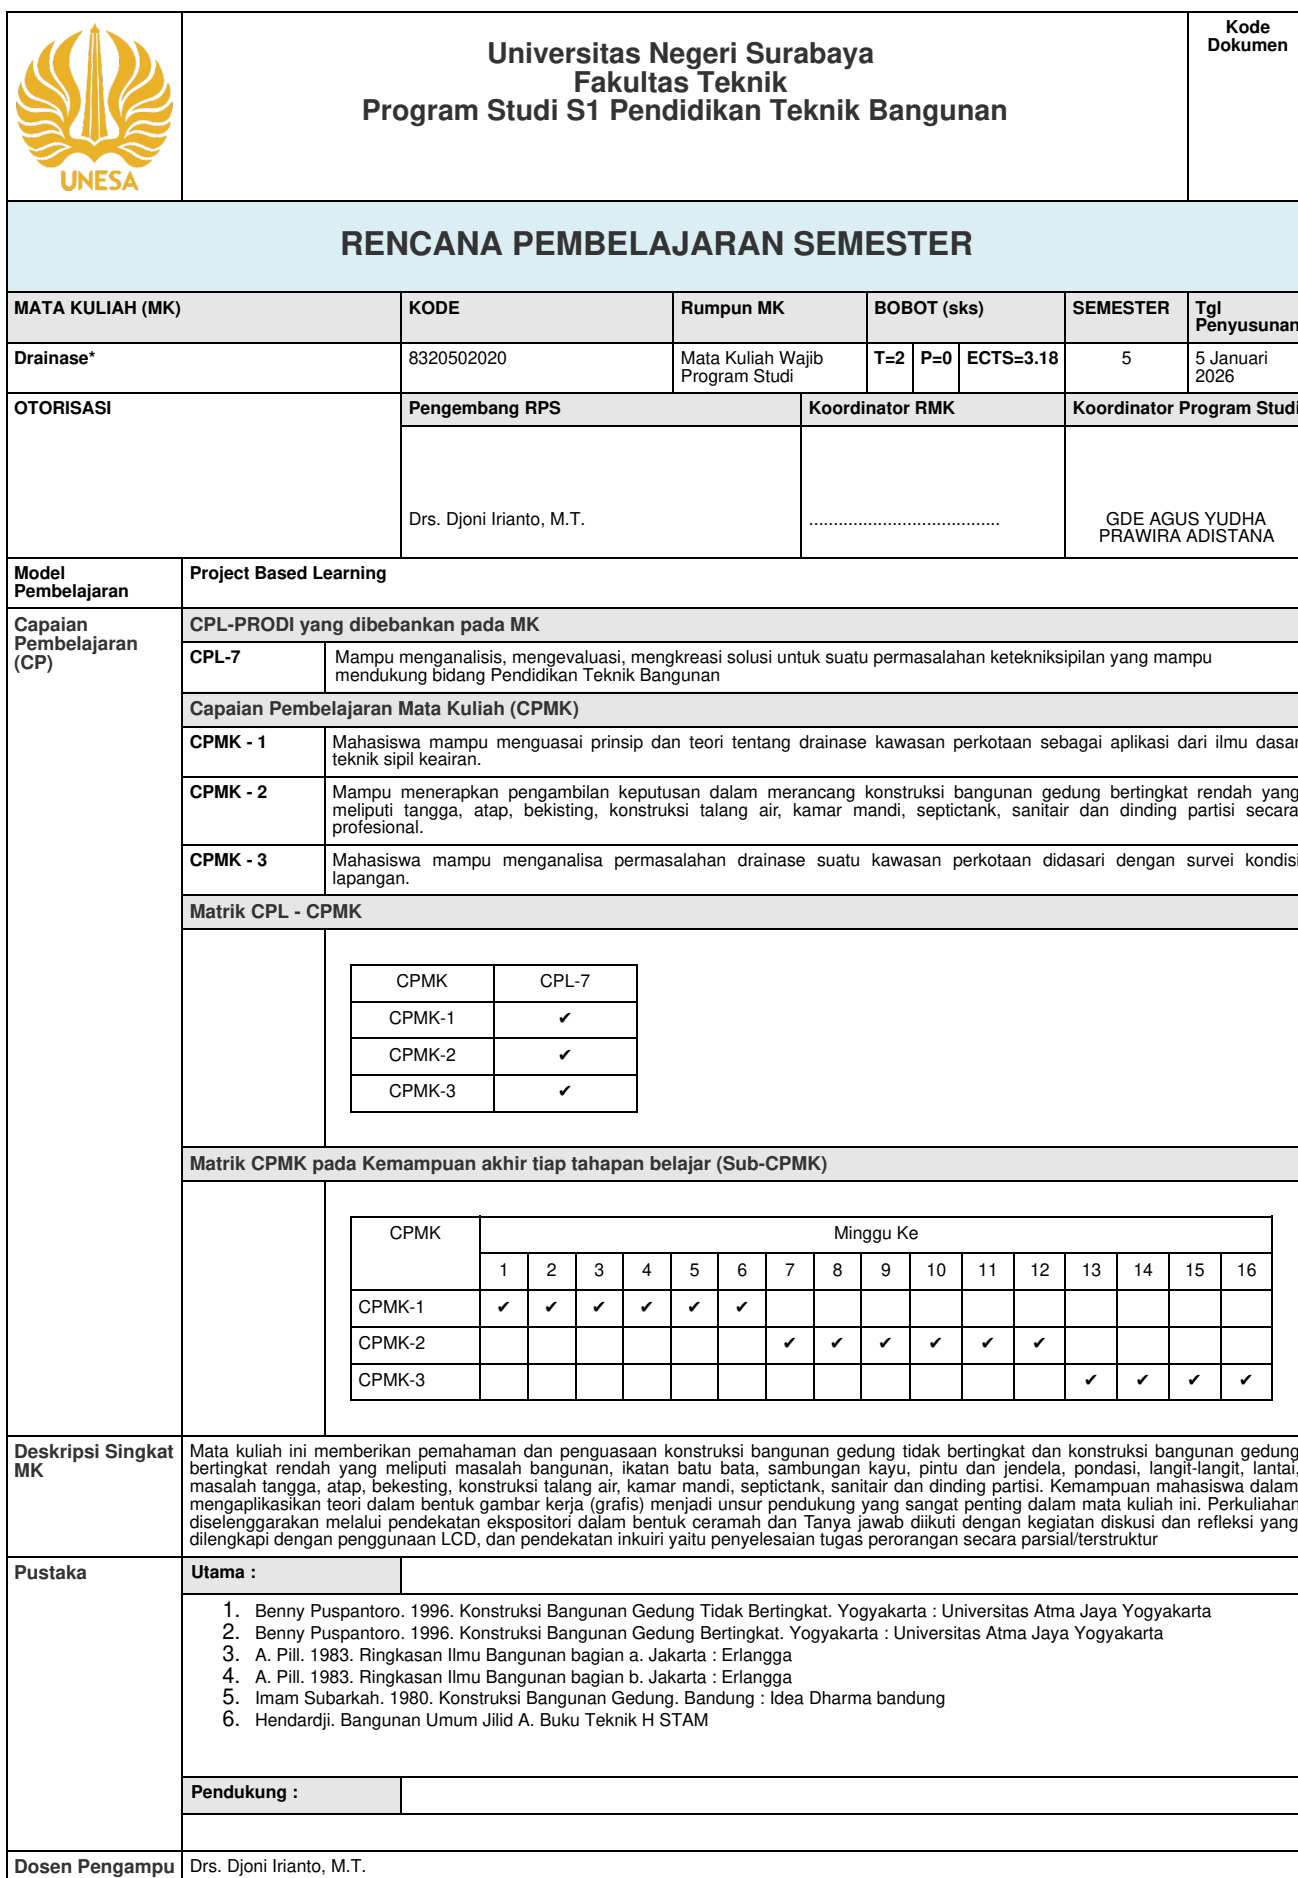 UNESA
Universitas Negeri Surabaya
Fakultas Teknik
Program Studi S1 Pendidikan Teknik Bangunan
Kode
Dokumen
RENCANA PEMBELAJARAN SEMESTER
MATA KULIAH (MK) KODE Rumpun MK BOBOT (sks) SEMESTER Tgl
Penyusunan
Drainase* 8320502020 Mata Kuliah Wajib
Program Studi
T=2 P=0 ECTS=3.18 5 5 Januari
2026
OTORISASI Pengembang RPS Koordinator RMK Koordinator Program Studi
Drs. Djoni Irianto, M.T. ....................................... GDE AGUS YUDHA
PRAWIRA ADISTANA
Model
Pembelajaran
Project Based Learning
Capaian
Pembelajaran
(CP)
CPL-PRODI yang dibebankan pada MK
CPL-7 Mampu menganalisis, mengevaluasi, mengkreasi solusi untuk suatu permasalahan ketekniksipilan yang mampu
mendukung bidang Pendidikan Teknik Bangunan
Capaian Pembelajaran Mata Kuliah (CPMK)
CPMK - 1 Mahasiswa mampu menguasai prinsip dan teori tentang drainase kawasan perkotaan sebagai aplikasi dari ilmu dasar
teknik sipil keairan.
CPMK - 2 Mampu menerapkan pengambilan keputusan dalam merancang konstruksi bangunan gedung bertingkat rendah yang
meliputi tangga, atap, bekisting, konstruksi talang air, kamar mandi, septictank, sanitair dan dinding partisi secara
profesional.
CPMK - 3 Mahasiswa mampu menganalisa permasalahan drainase suatu kawasan perkotaan didasari dengan survei kondisi
lapangan.
Matrik CPL - CPMK
CPMK CPL-7
CPMK-1 ✔
CPMK-2 ✔
CPMK-3 ✔
Matrik CPMK pada Kemampuan akhir tiap tahapan belajar (Sub-CPMK)
CPMK Minggu Ke
1 2 3 4 5 6 7 8 9 10 11 12 13 14 15 16
CPMK-1 ✔ ✔ ✔ ✔ ✔ ✔
CPMK-2 ✔ ✔ ✔ ✔ ✔ ✔
CPMK-3 ✔ ✔ ✔ ✔
Deskripsi Singkat
MK
Mata kuliah ini memberikan pemahaman dan penguasaan konstruksi bangunan gedung tidak bertingkat dan konstruksi bangunan gedung
bertingkat rendah yang meliputi masalah bangunan, ikatan batu bata, sambungan kayu, pintu dan jendela, pondasi, langit-langit, lantai,
masalah tangga, atap, bekesting, konstruksi talang air, kamar mandi, septictank, sanitair dan dinding partisi. Kemampuan mahasiswa dalam
mengaplikasikan teori dalam bentuk gambar kerja (grafis) menjadi unsur pendukung yang sangat penting dalam mata kuliah ini. Perkuliahan
diselenggarakan melalui pendekatan ekspositori dalam bentuk ceramah dan Tanya jawab diikuti dengan kegiatan diskusi dan refleksi yang
dilengkapi dengan penggunaan LCD, dan pendekatan inkuiri yaitu penyelesaian tugas perorangan secara parsial/terstruktur
Pustaka Utama :
1. Benny Puspantoro. 1996. Konstruksi Bangunan Gedung Tidak Bertingkat. Yogyakarta : Universitas Atma Jaya Yogyakarta
2. Benny Puspantoro. 1996. Konstruksi Bangunan Gedung Bertingkat. Yogyakarta : Universitas Atma Jaya Yogyakarta
3. A. Pill. 1983. Ringkasan Ilmu Bangunan bagian a. Jakarta : Erlangga
4. A. Pill. 1983. Ringkasan Ilmu Bangunan bagian b. Jakarta : Erlangga
5. Imam Subarkah. 1980. Konstruksi Bangunan Gedung. Bandung : Idea Dharma bandung
6. Hendardji. Bangunan Umum Jilid A. Buku Teknik H STAM
Pendukung :
Dosen Pengampu Drs. Djoni Irianto, M.T.